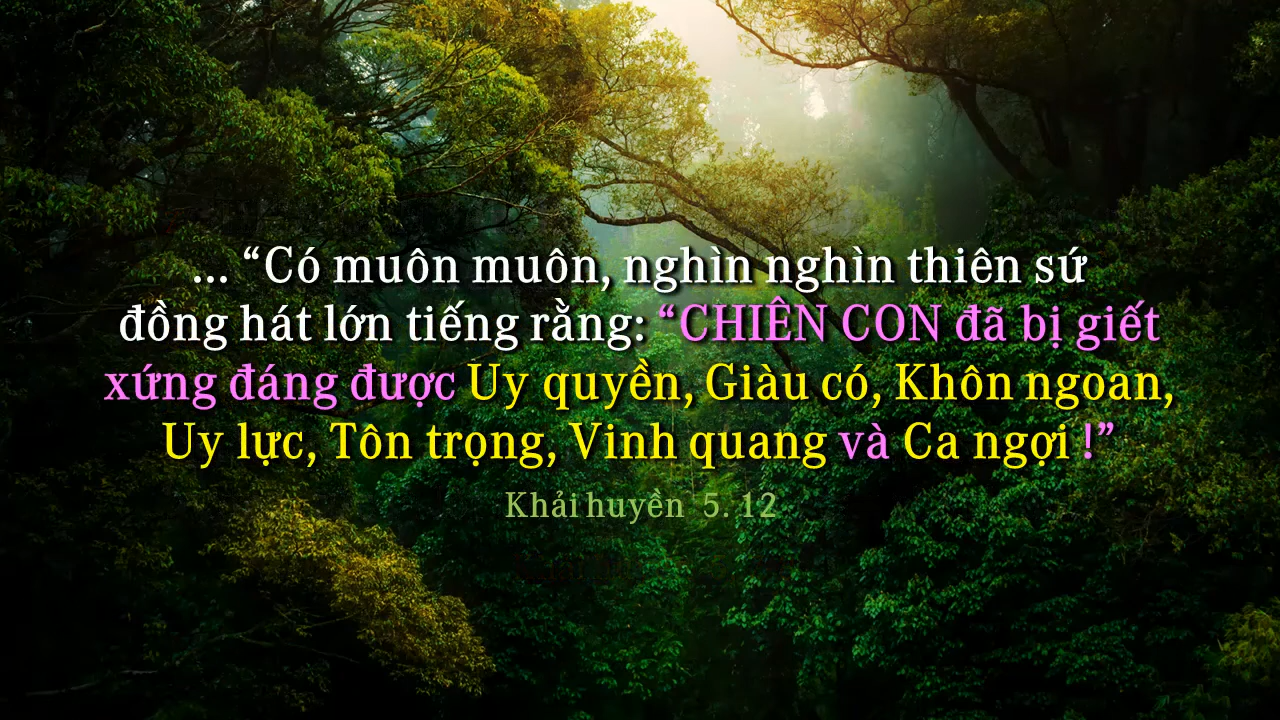 ... “Có muôn muôn, nghìn nghìn thiên sứ
đồng hát lớn tiếng rằng: “CHIÊN CON đã bị giết
xứng đáng được Uy quyền, Giàu có, Khôn ngoan,
Uy lực, Tôn trọng, Vinh quang và Ca ngợi !”
Khải huyền 5. 12